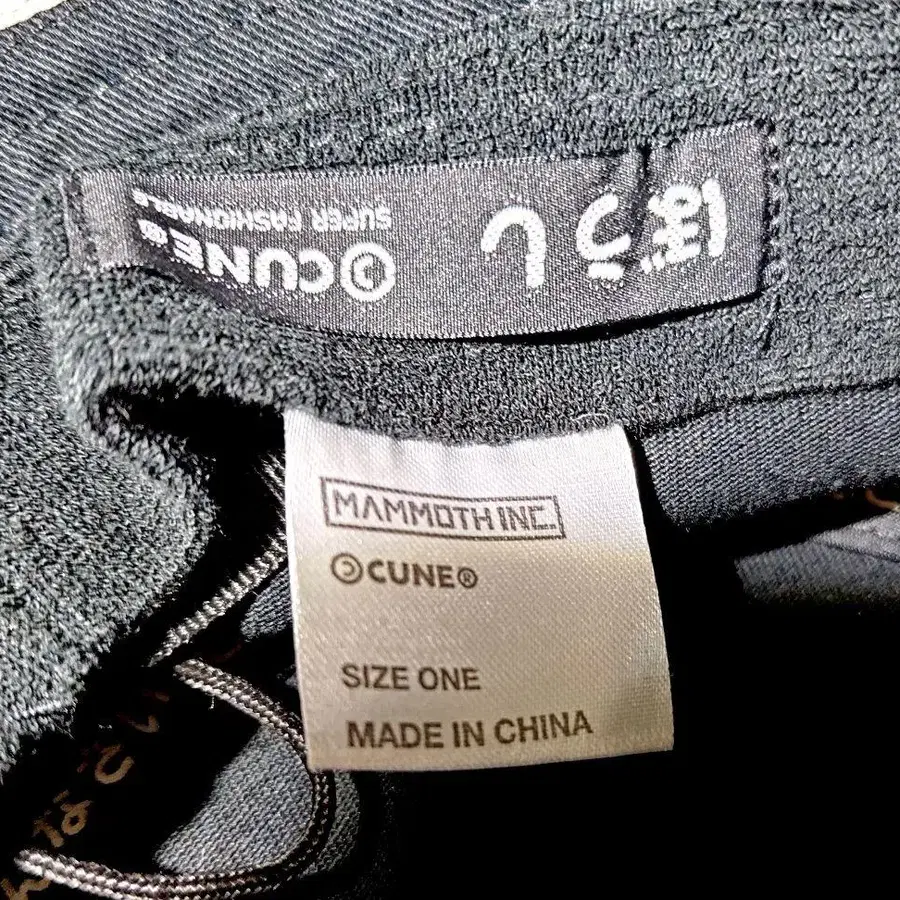 ぼうし
CUNE®
SUPER FASHIONABLE
MAMMOTH INC.
CUNE®
SIZE ONE
MADE IN CHINA